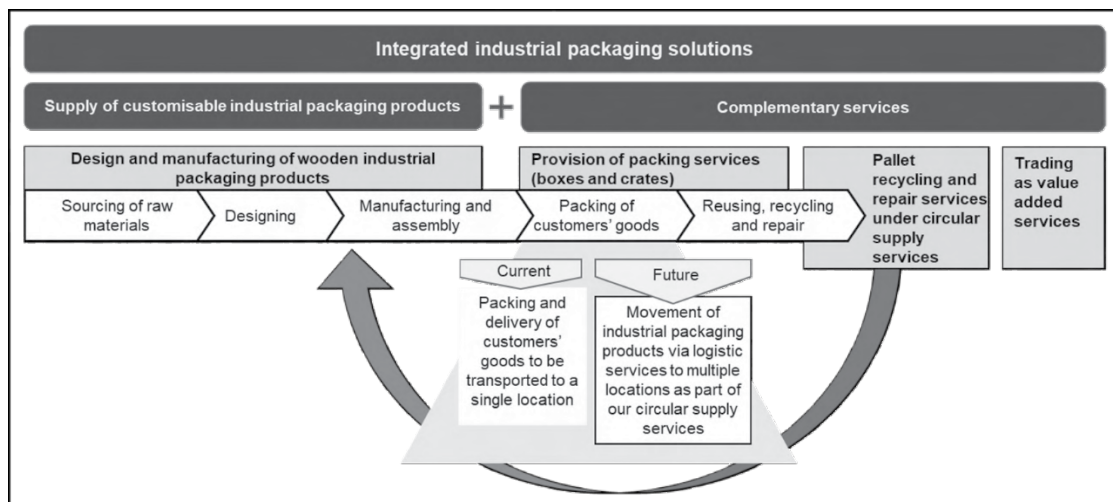 Integrated industrial packaging solutions
Supply of customisable industrial packaging products
+
Complementary services
Design and manufacturing of wooden industrial
packaging products
Provision of packing services
(boxes and crates)
Pallet
recycling and
repair services
under circular
supply
services
Trading
as value
added
services
Sourcing of raw
materials
Designing
Manufacturing and
assembly
Packing of
customers’ goods
Reusing, recycling
and repair
Current
Packing and
delivery of
customers’
goods to be
transported to a
single location
Future
Movement of
industrial packaging
products via logistic
services to multiple
locations as part of
our circular supply
services